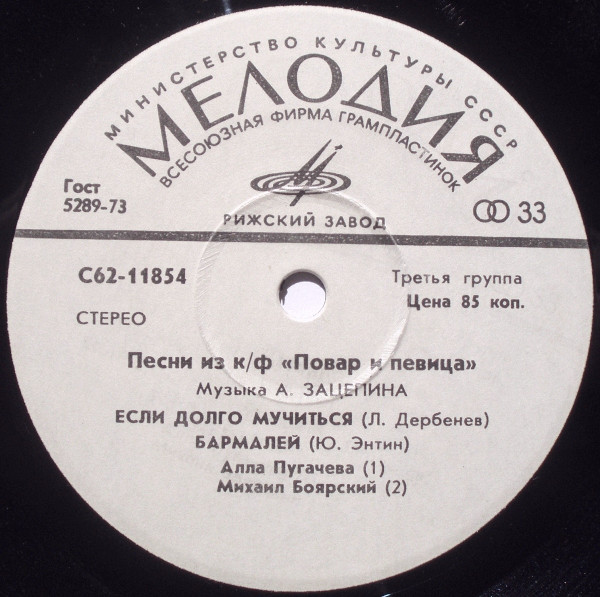 МИНИСТЕРСТВО КУЛЬТУРЫ СССР
МЕЛОДИЯ
ВСЕСОЮЗНАЯ ФИРМА ГРАМПЛАСТИНОК
Гост
5289-73
РИЖСКИЙ ЗАВОД
33
С62-11854
Третья группа
Цена 85 коп.
СТЕРЕО
Песни из к/ф «Повар и певица»
Музыка А. ЗАЦЕПИНА
ЕСЛИ ДОЛГО МУЧИТЬСЯ (Л. Дербенев)
БАРМАЛЕЙ (Ю. Энтин)
Алла Пугачева (1)
Михаил Боярский (2)